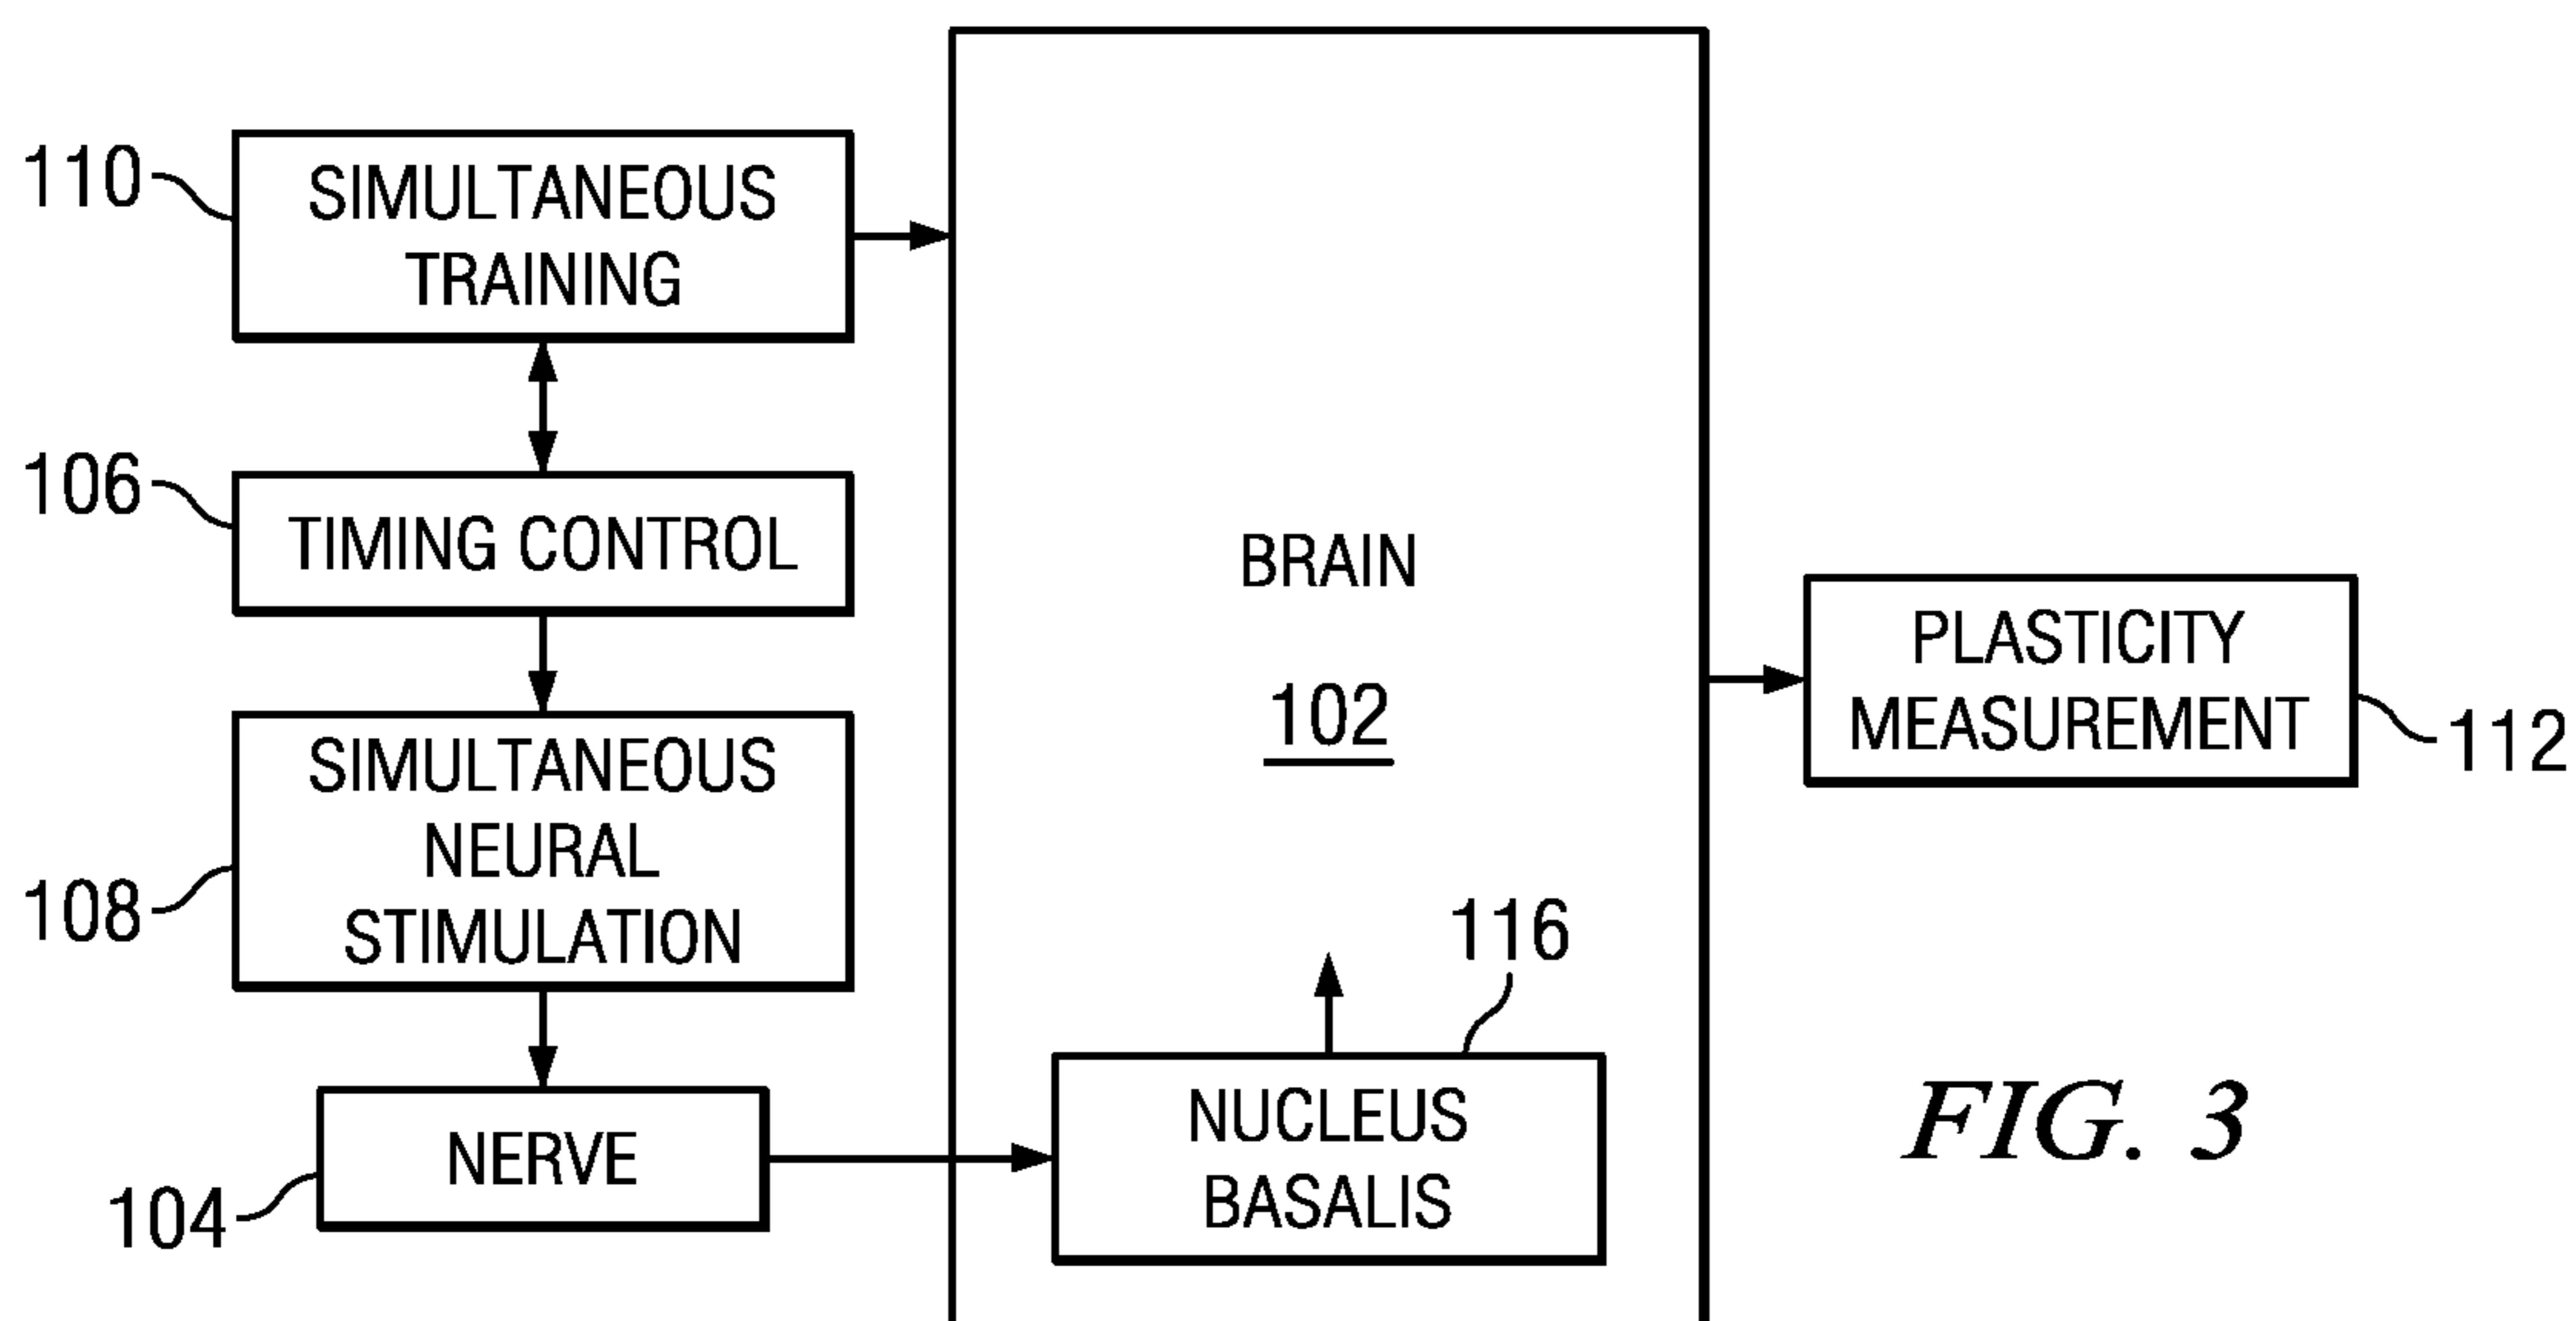 110
SIMULTANEOUS
TRAINING
106
TIMING CONTROL
BRAIN
102
PLASTICITY
MEASUREMENT
112
108
SIMULTANEOUS
NEURAL
STIMULATION
116
104
NERVE
NUCLEUS
BASALIS
FIG. 3